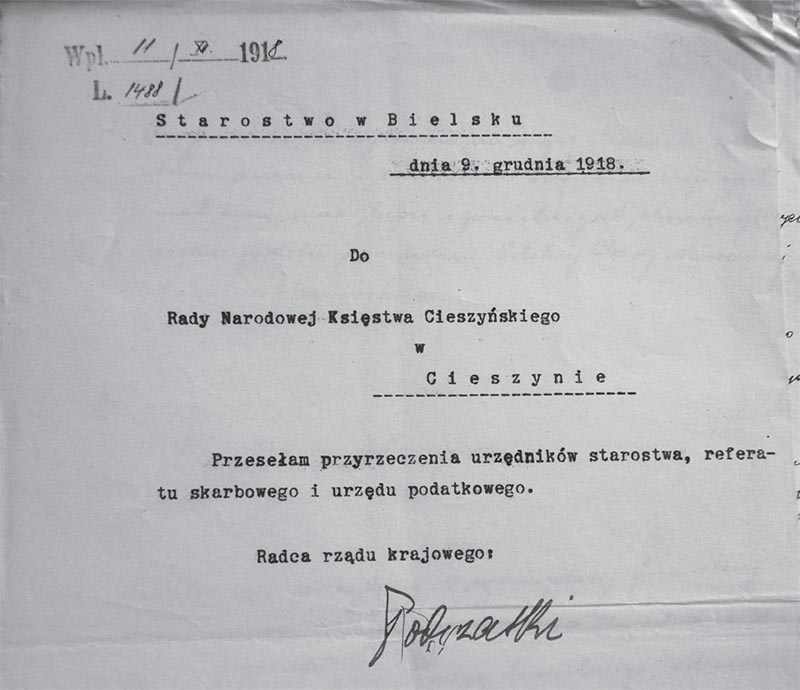 Wpł. 11 / XII 1918
L. 1488 /
Starostwo w Bielsku
dnia 9. grudnia 1918.
Do
Rady Narodowej Księstwa Cieszyńskiego
w
Cieszynie
Przesełam przyrzeczenia urzędników starostwa, refera-
tu skarbowego i urzędu podatkowego.
Radca rządu krajowego: